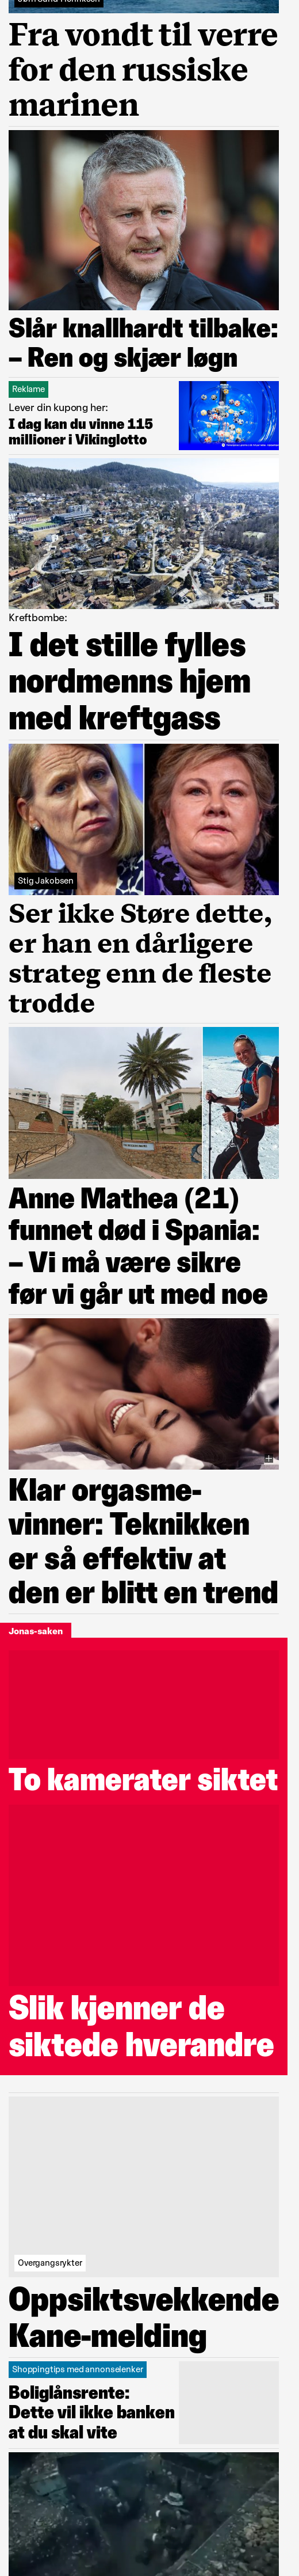 Fra vondt til verre
for den russiske
marinen
Slår knallhardt tilbake:
– Ren og skjær løgn
Reklame
Lever din kupong her:
I dag kan du vinne 115
millioner i Vikinglotto
Kreftbombe:
I det stille fylles
nordmenns hjem
med kreftgass
Stig Jakobsen
Ser ikke Støre dette,
er han en dårligere
strateg enn de fleste
trodde
Anne Mathea (21)
funnet død i Spania:
– Vi må være sikre
før vi går ut med noe
Klar orgasme-
vinner: Teknikken
er så effektiv at
den er blitt en trend
Jonas-saken
To kamerater siktet
Slik kjenner de
siktede hverandre
Overgangsrykter
Oppsiktsvekkende
Kane-melding
Shoppingtips med annonselenker
Boliglånsrente:
Dette vil ikke banken
at du skal vite